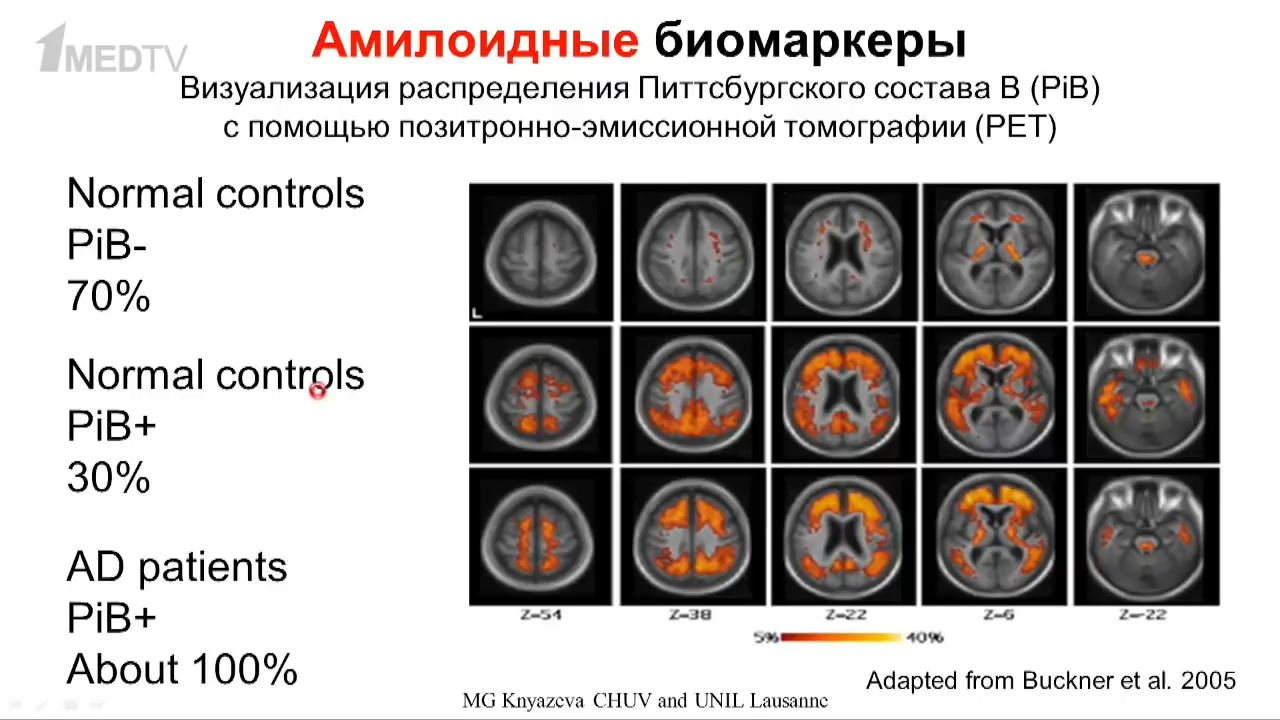 1MEDTV
Амилоидные биомаркеры
Визуализация распределения Питтсбургского состава В (PiB)
с помощью позитронно-эмиссионной томографии (PET)
Normal controls
PiB-
70%
Normal controls
PiB+
30%
AD patients
PiB+
About 100%
L
Z=54 Z=38 Z=22 Z=6 Z=-22
5% 40%
Adapted from Buckner et al. 2005
MG Knyazeva CHUV and UNIL Lausanne